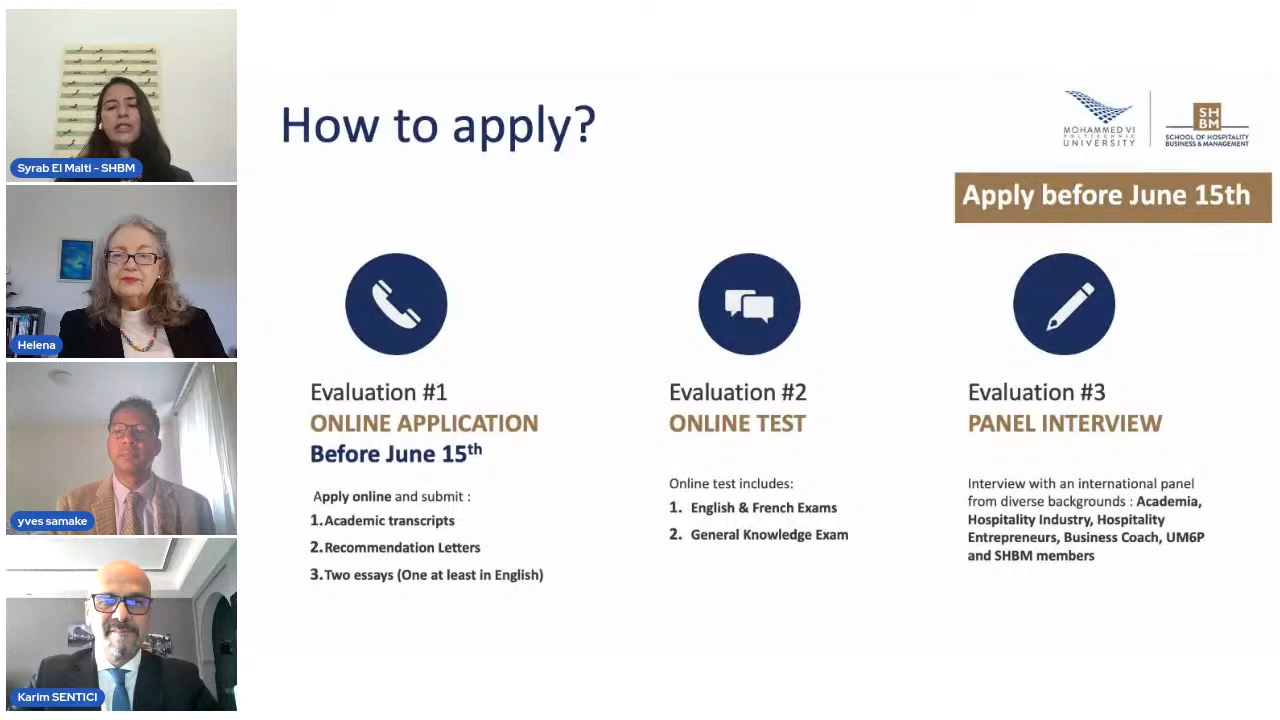 Syrab El Malti - SHBM
Helena
yves samake
Karim SENTICI
How to apply?
MOHAMMED VI
POLYTECHNIC
UNIVERSITY
SH
BM
SCHOOL OF HOSPITALITY
BUSINESS & MANAGEMENT
Apply before June 15th
Evaluation #1
ONLINE APPLICATION
Before June 15th
Apply online and submit :
1. Academic transcripts
2. Recommendation Letters
3. Two essays (One at least in English)
Evaluation #2
ONLINE TEST
Online test includes:
1. English & French Exams
2. General Knowledge Exam
Evaluation #3
PANEL INTERVIEW
Interview with an international panel
from diverse backgrounds : Academia,
Hospitality Industry, Hospitality
Entrepreneurs, Business Coach, UM6P
and SHBM members